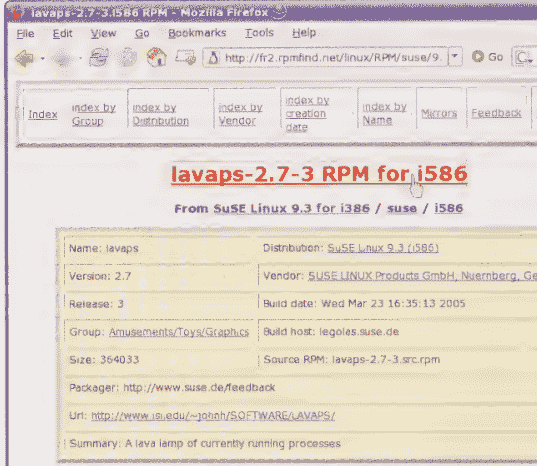 lavaps-2.7-3.i586 RPM - Mozilla Firefox
File Edit View Go Bookmarks Tools Help
http://fr2.rpmfind.net/linux/RPM/suse/9. Go
Index index by Group index by Distribution index by Vendor index by creation date index by Name Mirrors Feedback
lavaps-2.7-3 RPM for i586
From SuSE Linux 9.3 for i386 / suse / i586
Name: lavaps Distribution: SuSE Linux 9.3 (i586)
Version: 2.7 Vendor: SUSE LINUX Products GmbH, Nuernberg, Ge
Release: 3 Build date: Wed Mar 23 16:35:13 2005
Group: Amusements/Toys/Graphics Build host: legolas.suse.de
Size: 364033 Source RPM: lavaps-2.7-3.src.rpm
Packager: http://www.suse.de/feedback
Url: http://www.isi.edu/~johnh/SOFTWARE/LAVAPS/
Summary: A lava lamp of currently running processes